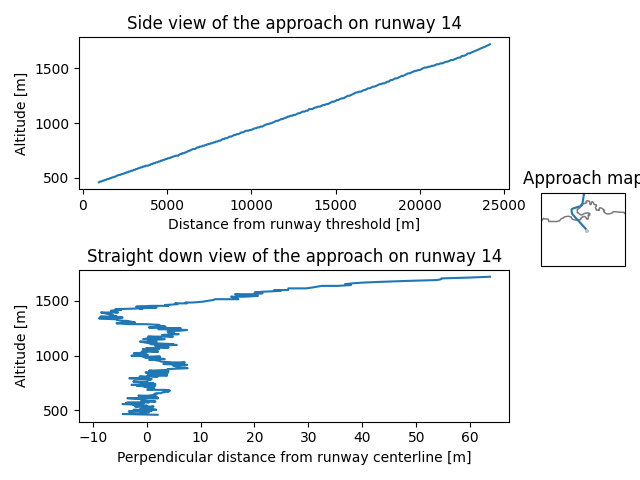 Side view of the approach on runway 14
Altitude [m]
1500
1000
500
0
5000
10000
15000
20000
25000
Distance from runway threshold [m]
Approach map
Straight down view of the approach on runway 14
Altitude [m]
1500
1000
500
−10
0
10
20
30
40
50
60
Perpendicular distance from runway centerline [m]